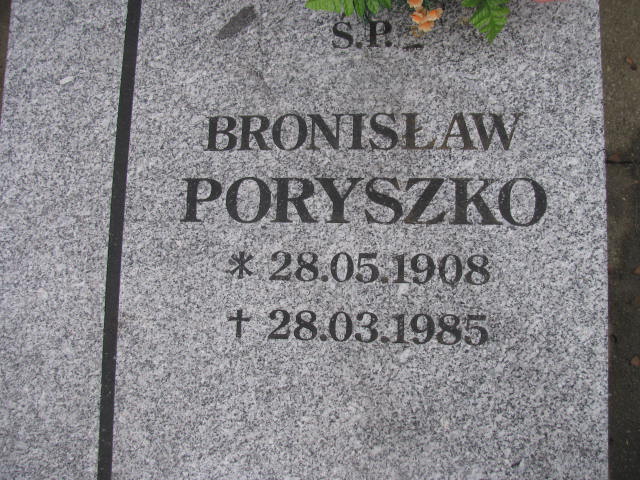 Ś.P.
BRONISŁAW
PORYSZKO
* 28.05.1908
† 28.03.1985